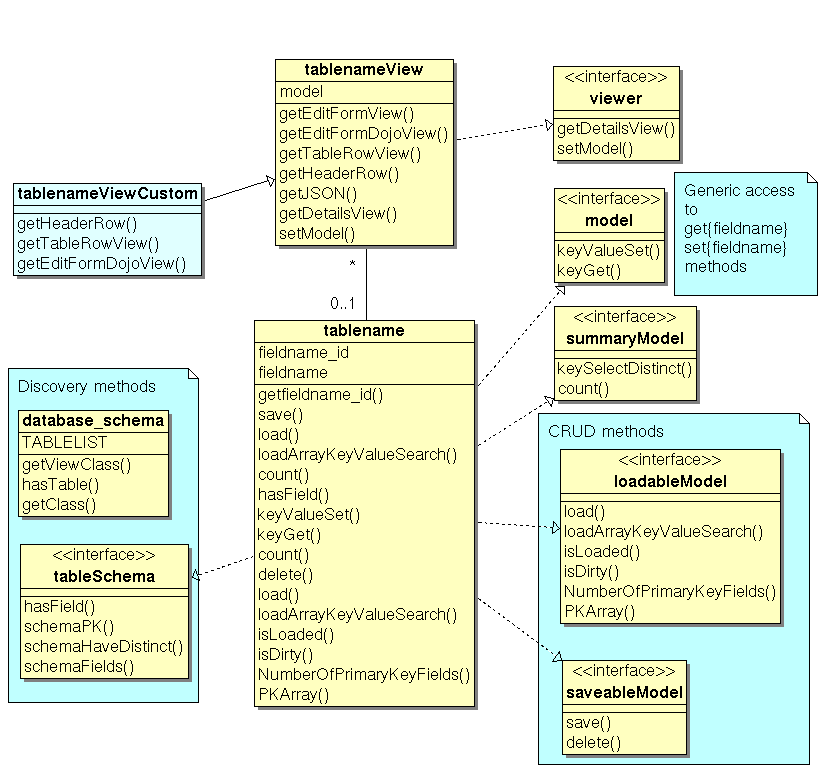 tablenameView
model
getEditFormView()
getEditFormDojoView()
getTableRowView()
getHeaderRow()
getJSON()
getDetailsView()
setModel()
<<interface>>
viewer
getDetailsView()
setModel()
tablenameViewCustom
getHeaderRow()
getTableRowView()
getEditFormDojoView()
<<interface>>
model
keyValueSet()
keyGet()
Generic access
to
get{fieldname}
set{fieldname}
methods
*
0..1
tablename
fieldname_id
fieldname
getfieldname_id()
save()
load()
loadArrayKeyValueSearch()
count()
hasField()
keyValueSet()
keyGet()
count()
delete()
load()
loadArrayKeyValueSearch()
isLoaded()
isDirty()
NumberOfPrimaryKeyFields()
PKArray()
<<interface>>
summaryModel
keySelectDistinct()
count()
Discovery methods
database_schema
TABLELIST
getViewClass()
hasTable()
getClass()
<<interface>>
tableSchema
hasField()
schemaPK()
schemaHaveDistinct()
schemaFields()
CRUD methods
<<interface>>
loadableModel
load()
loadArrayKeyValueSearch()
isLoaded()
isDirty()
NumberOfPrimaryKeyFields()
PKArray()
<<interface>>
saveableModel
save()
delete()